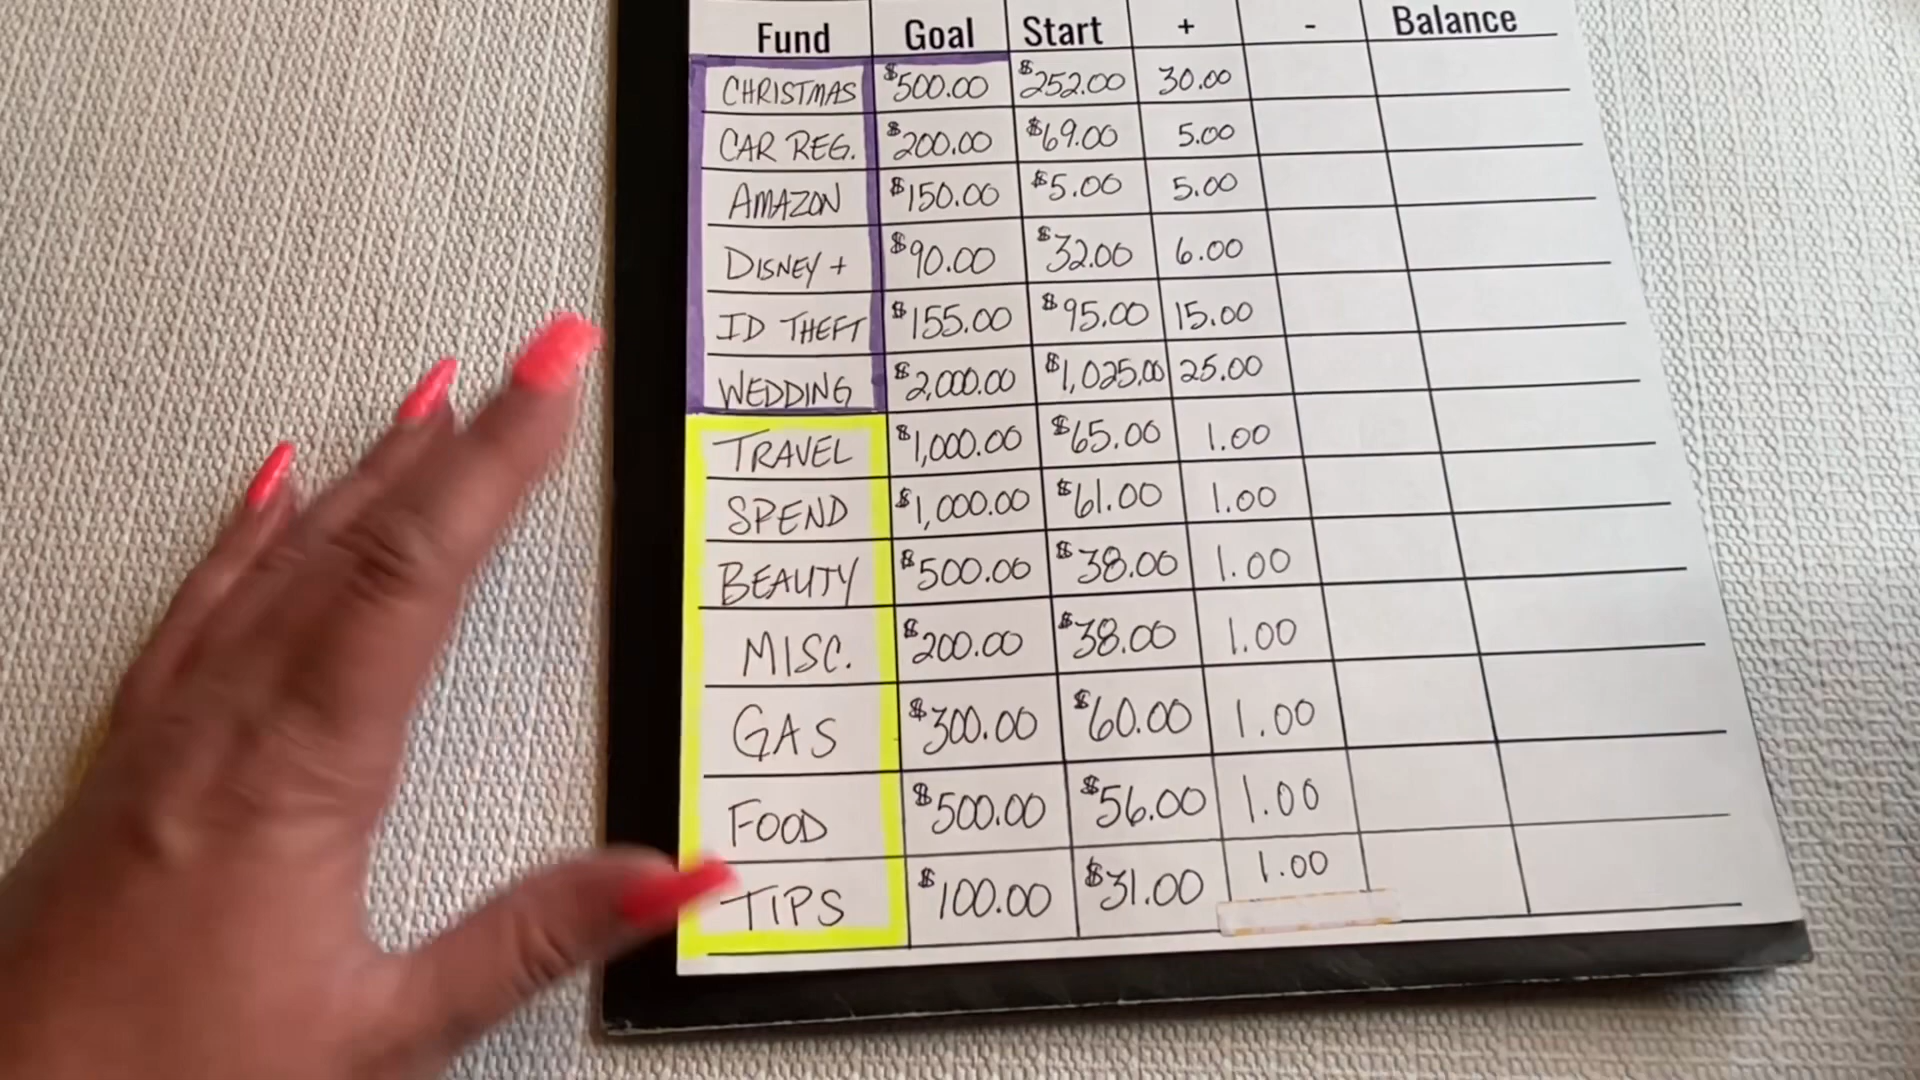 Fund Goal Start + - Balance
CHRISTMAS $500.00 $252.00 30.00
CAR REG. $200.00 $69.00 5.00
AMAZON $150.00 $5.00 5.00
DISNEY + $90.00 $32.00 6.00
ID THEFT $155.00 $95.00 15.00
WEDDING $2,000.00 $1,025.00 25.00
TRAVEL $1,000.00 $65.00 1.00
SPEND $1,000.00 $61.00 1.00
BEAUTY $500.00 $38.00 1.00
MISC. $200.00 $38.00 1.00
GAS $300.00 $60.00 1.00
FOOD $500.00 $56.00 1.00
TIPS $100.00 $31.00 1.00